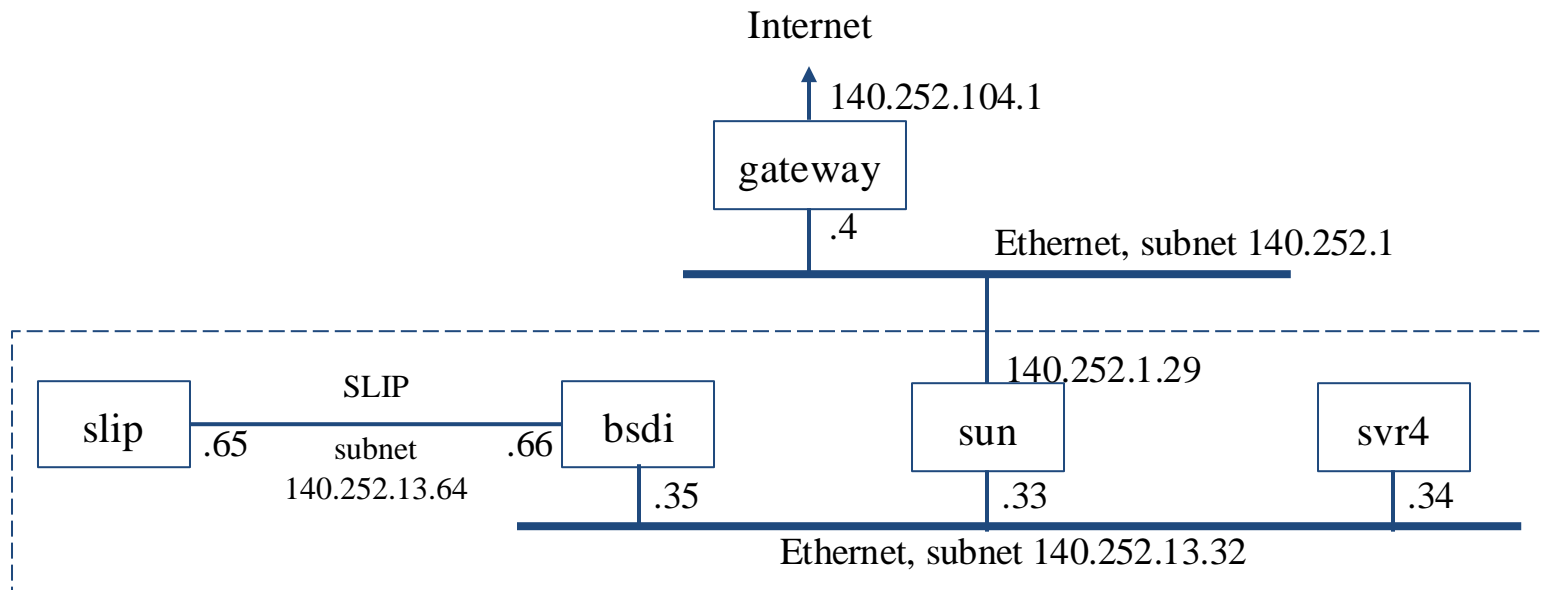 Internet
140.252.104.1
gateway
.4
Ethernet, subnet 140.252.1
140.252.1.29
SLIP
slip
bsdi
sun
svr4
.65
subnet
.66
140.252.13.64
.35
.33
.34
Ethernet, subnet 140.252.13.32